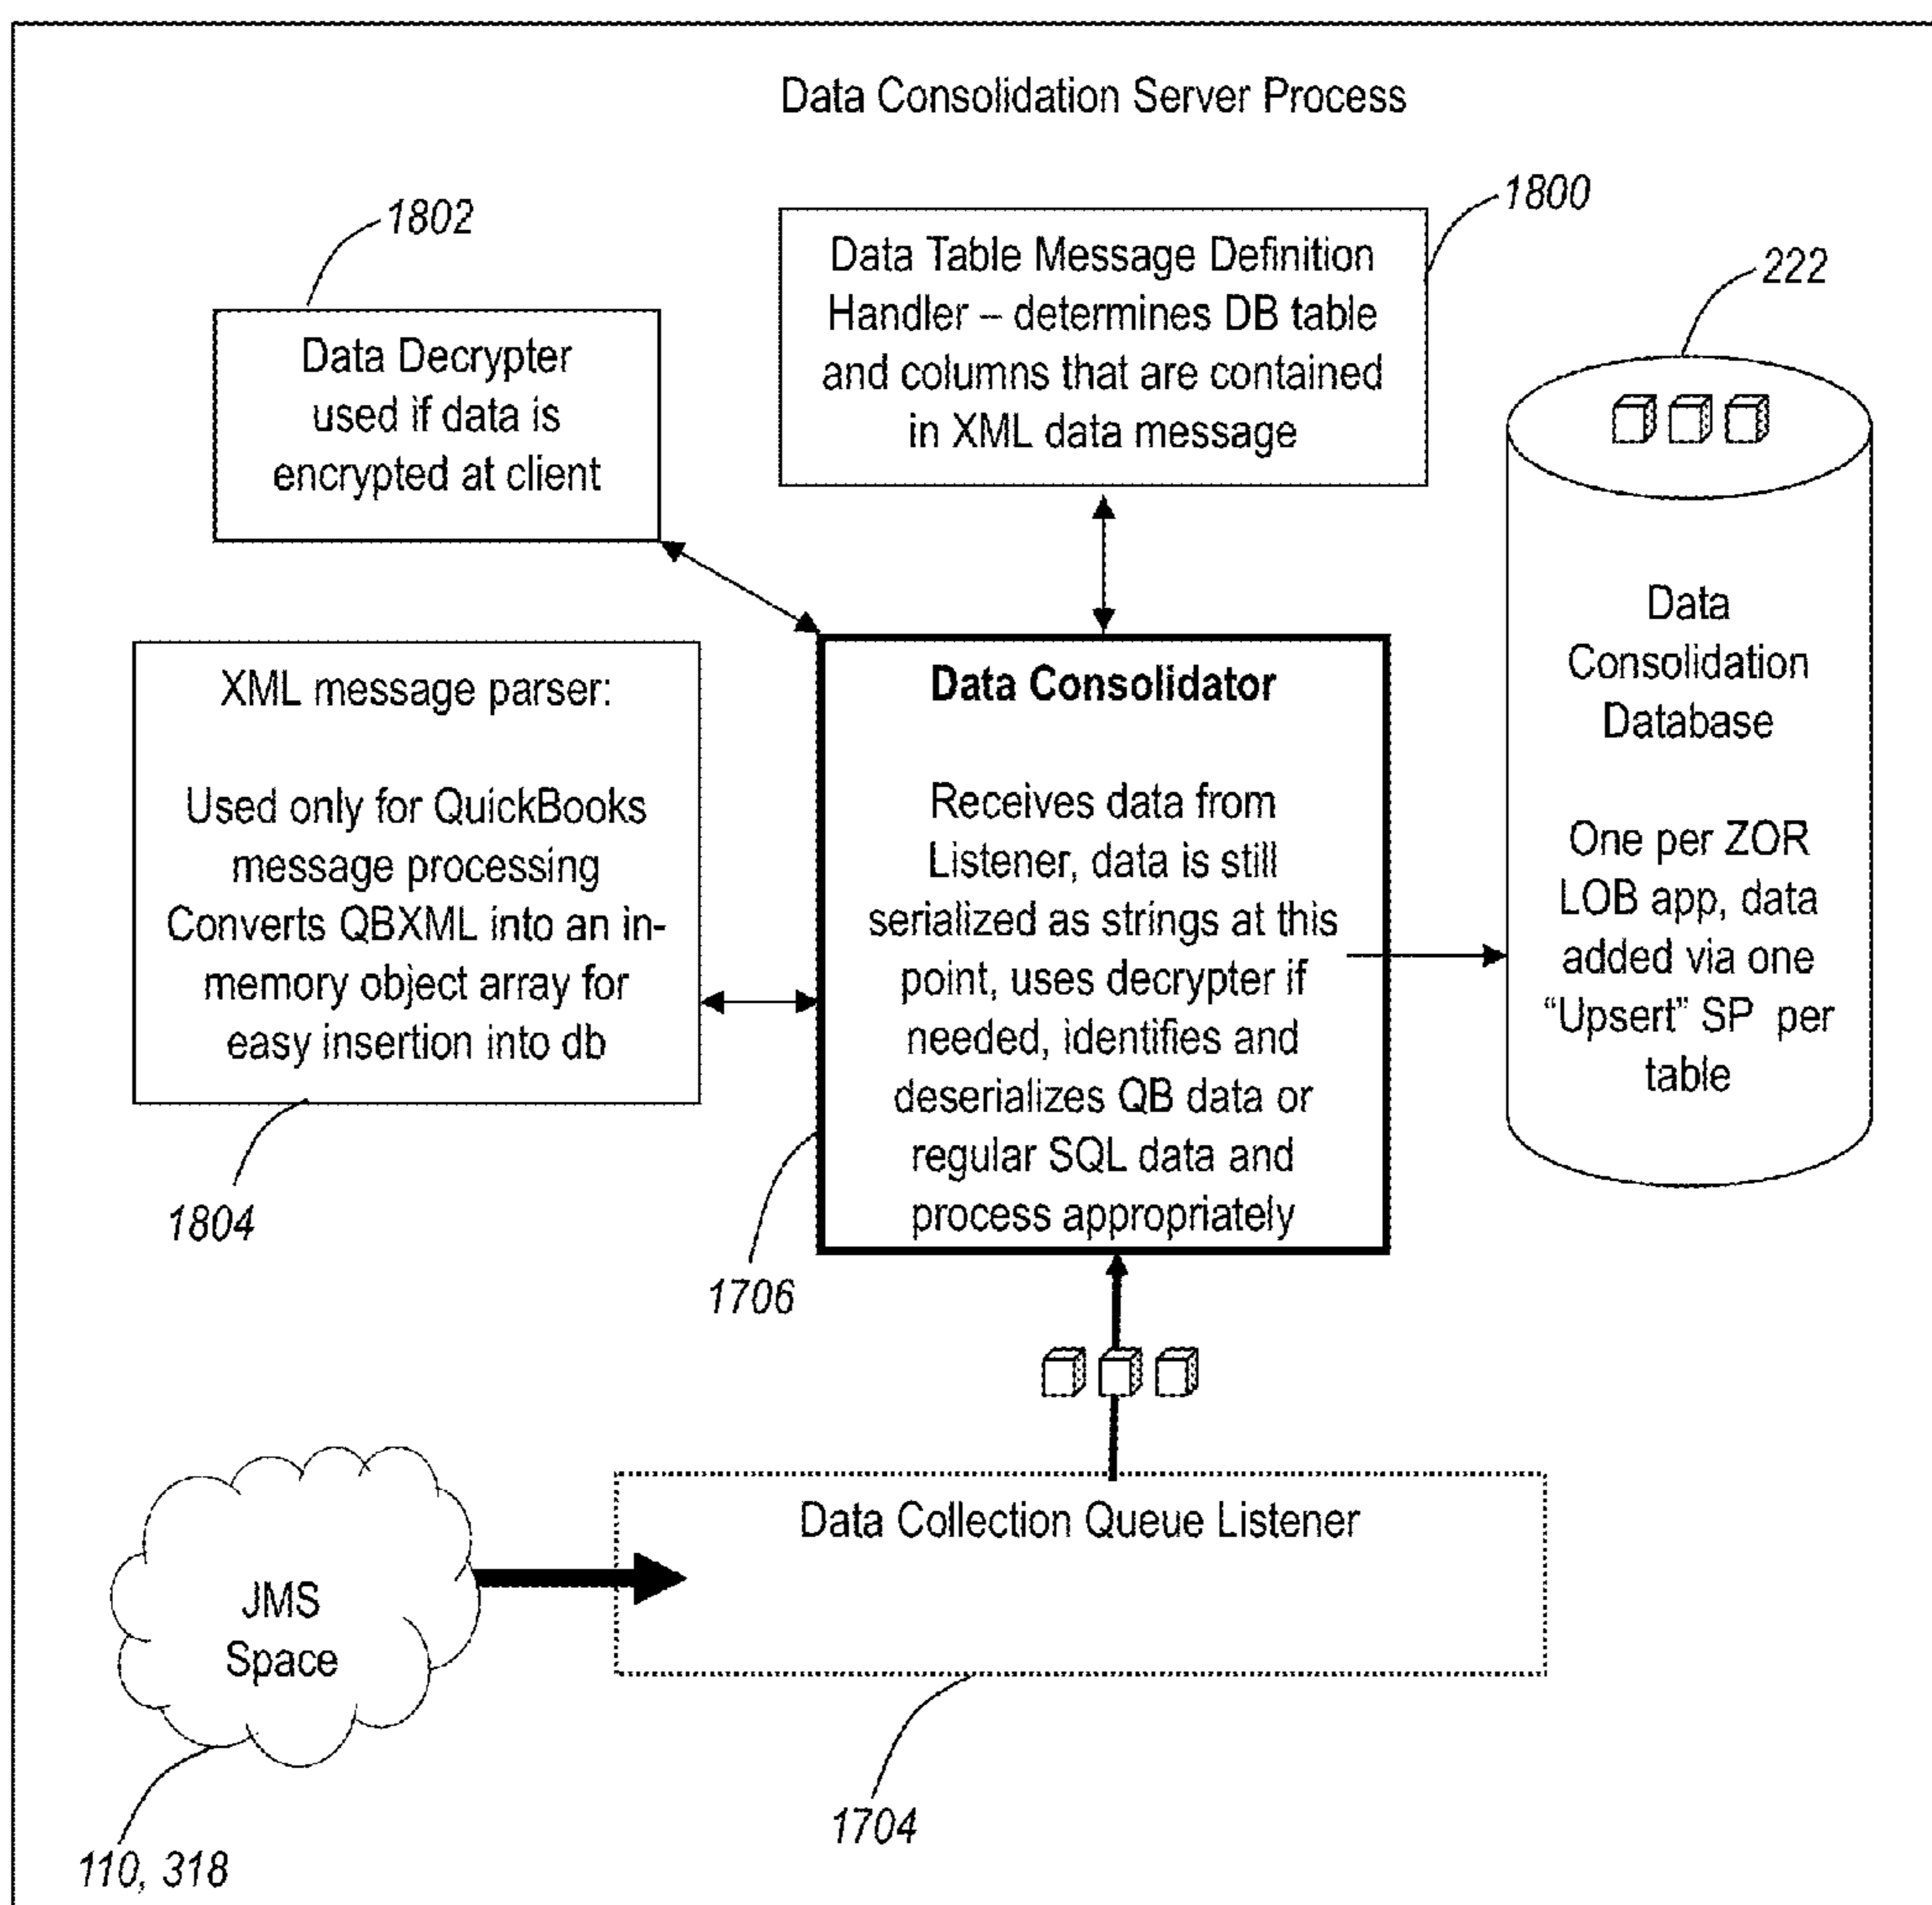 Data Consolidation Server Process
1802
1800
222
Data Decrypter
used if data is
encrypted at client
Data Table Message Definition
Handler – determines DB table
and columns that are contained
in XML data message
XML message parser:
Used only for QuickBooks
message processing
Converts QBXML into an in-
memory object array for
easy insertion into db
1804
Data Consolidator
Receives data from
Listener, data is still
serialized as strings at this
point, uses decrypter if
needed, identifies and
deserializes QB data or
regular SQL data and
process appropriately
1706
Data
Consolidation
Database
One per ZOR
LOB app, data
added via one
“Upsert” SP per
table
Data Collection Queue Listener
JMS
Space
1704
110, 318